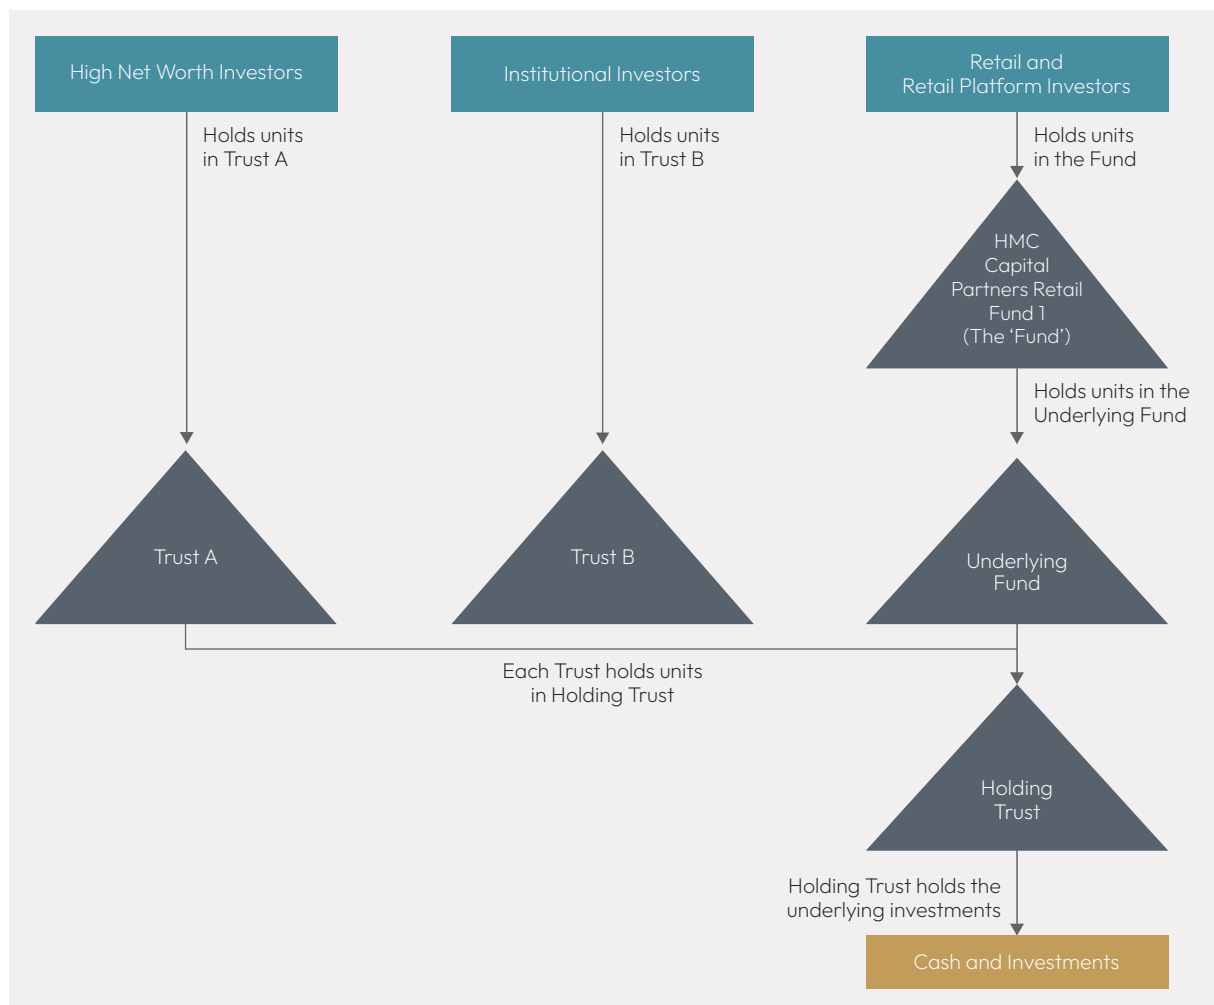 High Net Worth Investors
Institutional Investors
Retail and
Retail Platform Investors
Holds units
in Trust A
Holds units
in Trust B
Holds units
in the Fund
HMC
Capital
Partners Retail
Fund 1
(The ‘Fund’)
Holds units in the
Underlying Fund
Trust A
Trust B
Underlying
Fund
Each Trust holds units
in Holding Trust
Holding
Trust
Holding Trust holds the
underlying investments
Cash and Investments